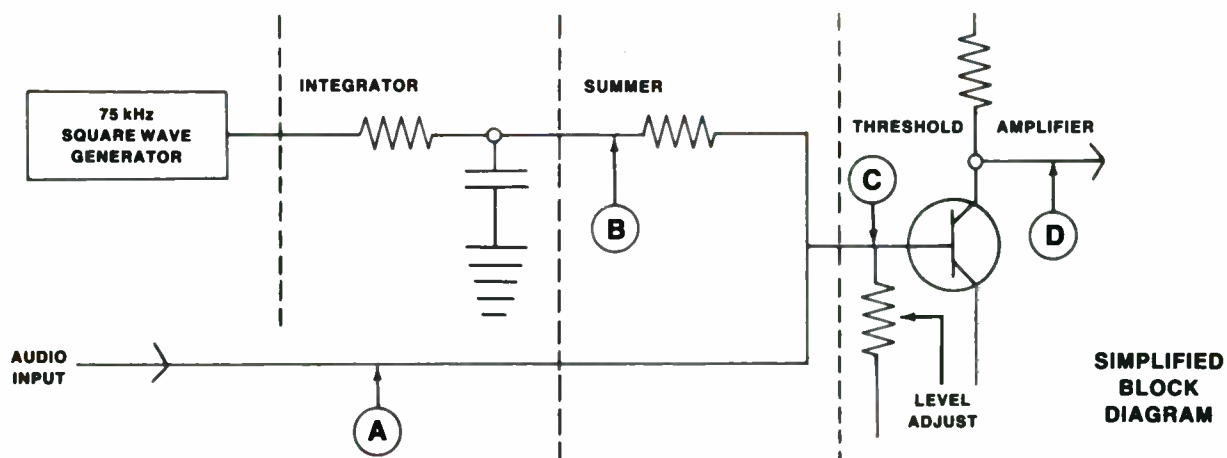 75 kHz
SQUARE WAVE
GENERATOR
INTEGRATOR
SUMMER
THRESHOLD AMPLIFIER
A
B
C
D
AUDIO
INPUT
LEVEL
ADJUST
SIMPLIFIED
BLOCK
DIAGRAM